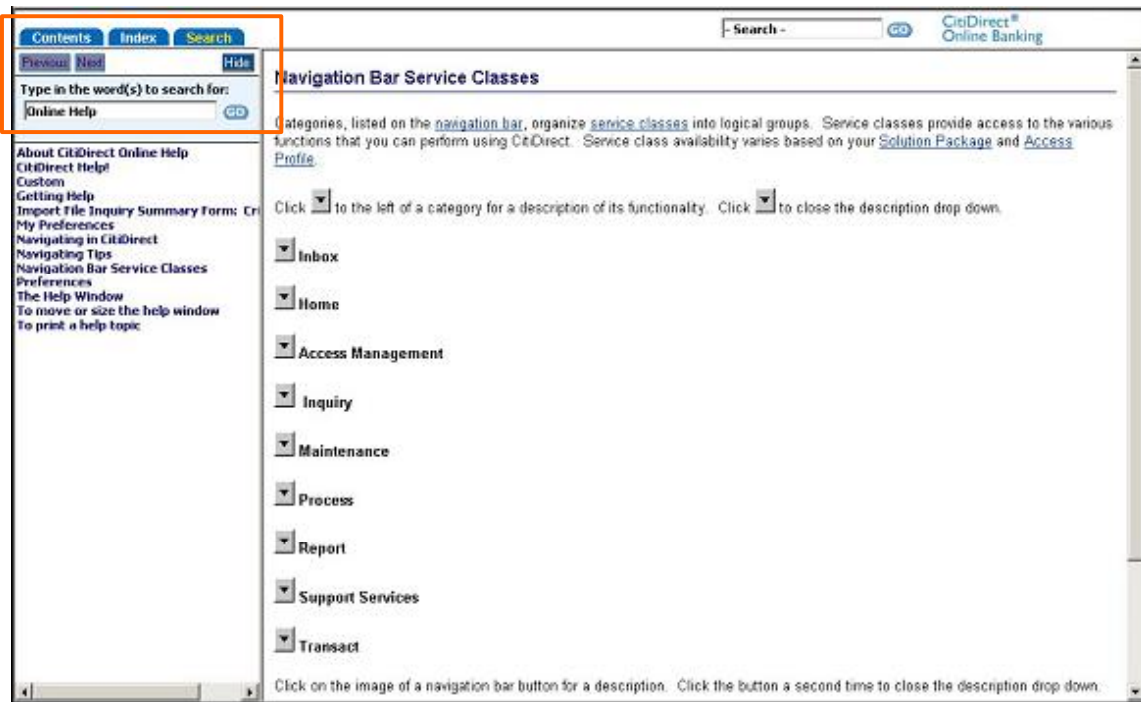 Contents Index Search
- Search - GO CitiDirect®
Online Banking
Previous Next Hide
Type in the word(s) to search for:
Online Help GO
About CitiDirect Online Help
CitiDirect Help!
Custom
Getting Help
Import File Inquiry Summary Form: Cri
My Preferences
Navigating in CitiDirect
Navigating Tips
Navigation Bar Service Classes
Preferences
The Help Window
To move or size the help window
To print a help topic
Navigation Bar Service Classes
Categories, listed on the navigation bar, organize service classes into logical groups. Service classes provide access to the various
functions that you can perform using CitiDirect. Service class availability varies based on your Solution Package and Access
Profile.
Click to the left of a category for a description of its functionality. Click to close the description drop down.
Inbox
Home
Access Management
Inquiry
Maintenance
Process
Report
Support Services
Transact
Click on the image of a navigation bar button for a description. Click the button a second time to close the description drop down.